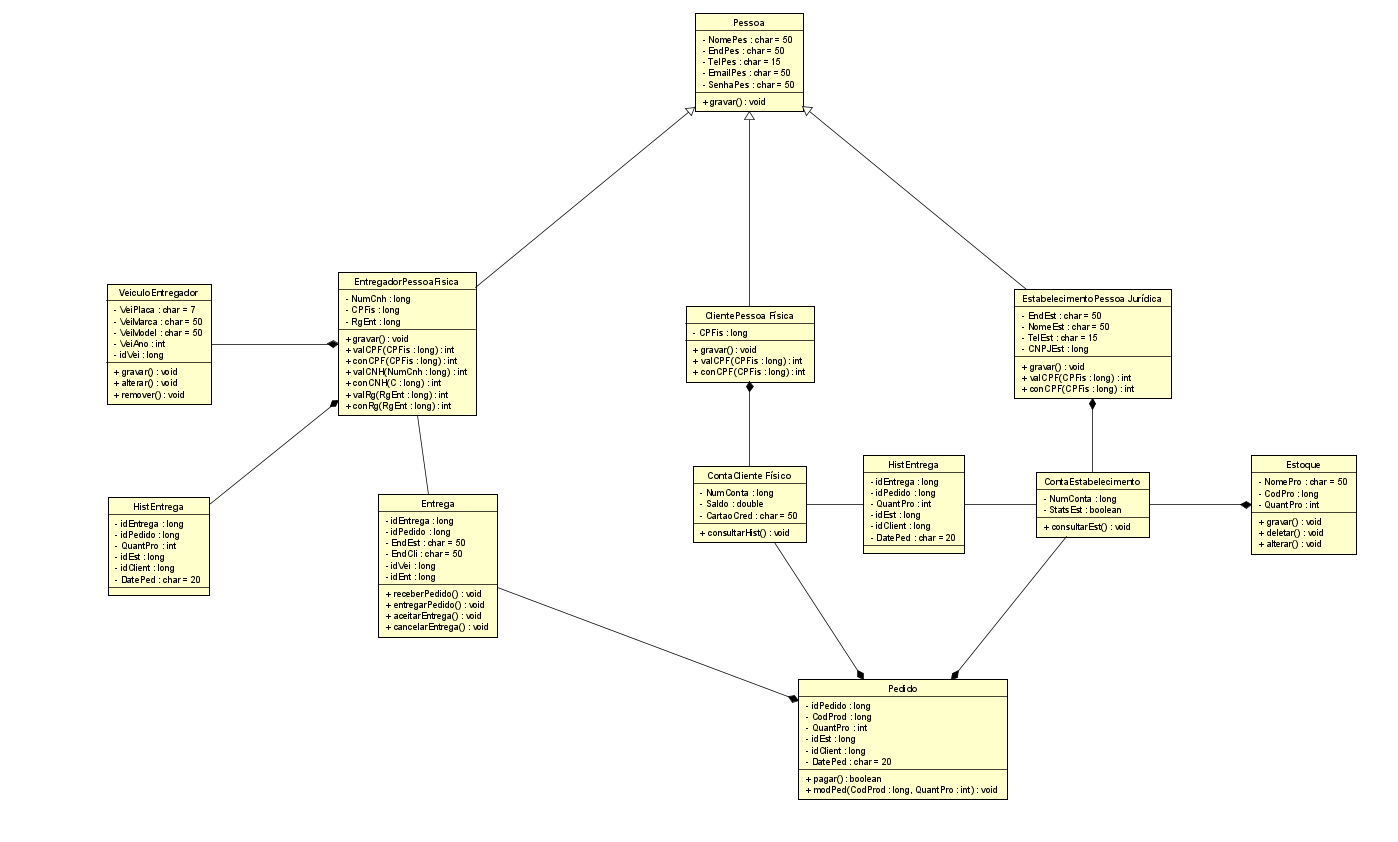 Pessoa
- NomePes : char = 50
- EndPes : char = 50
- TelPes : char = 15
- EmailPes : char = 50
- SenhaPes : char = 50
+ gravar() : void
VeiculoEntregador
- VeiPlaca : char = 7
- VeiMarca : char = 50
- VeiModel : char = 50
- VeiAno : int
- idVei : long
+ gravar() : void
+ alterar() : void
+ remover() : void
EntregadorPessoaFisica
- NumCnh : long
- CPFis : long
- RgEnt : long
+ gravar() : void
+ valCPF(CPFis : long) : int
+ conCPF(CPFis : long) : int
+ valCNH(NumCnh : long) : int
+ conCNH(C : long) : int
+ valRg(RgEnt : long) : int
+ conRg(RgEnt : long) : int
ClientePessoa Física
- CPFis : long
+ gravar() : void
+ valCPF(CPFis : long) : int
+ conCPF(CPFis : long) : int
EstabelecimentoPessoa Jurídica
- EndEst : char = 50
- NomeEst : char = 50
- TelEst : char = 15
- CNPJEst : long
+ gravar() : void
+ valCPF(CPFis : long) : int
+ conCPF(CPFis : long) : int
HistEntrega
- idEntrega : long
- idPedido : long
- QuantPro : int
- idEst : long
- idClient : long
- DatePed : char = 20
Entrega
- idEntrega : long
- idPedido : long
- EndEst : char = 50
- EndCli : char = 50
- idVei : long
- idEnt : long
+ receberPedido() : void
+ entregarPedido() : void
+ aceitarEntrega() : void
+ cancelarEntrega() : void
ContaCliente Físico
- NumConta : long
- Saldo : double
- CartaoCred : char = 50
+ consultarHist() : void
HistEntrega
- idEntrega : long
- idPedido : long
- QuantPro : int
- idEst : long
- idClient : long
- DatePed : char = 20
ContaEstabelecimento
- NumConta : long
- StatsEst : boolean
+ consultarEst() : void
Estoque
- NomePro : char = 50
- CodPro : long
- QuantPro : int
+ gravar() : void
+ deletar() : void
+ alterar() : void
Pedido
- idPedido : long
- CodProd : long
- QuantPro : int
- idEst : long
- idClient : long
- DatePed : char = 20
+ pagar() : boolean
+ modPed(CodProd : long, QuantPro : int) : void